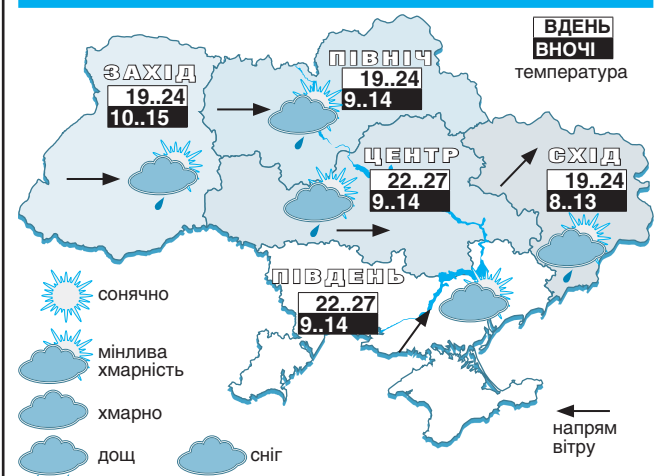 ВДЕНЬ
ВНОЧІ
температура
ПІВНІЧ
19..24
9..14
ЗАХІД
19..24
10..15
ЦЕНТР
22..27
9..14
СХІД
19..24
8..13
ПІВДЕНЬ
22..27
9..14
сонячно
мінлива
хмарність
хмарно
дощ
сніг
напрям
вітру